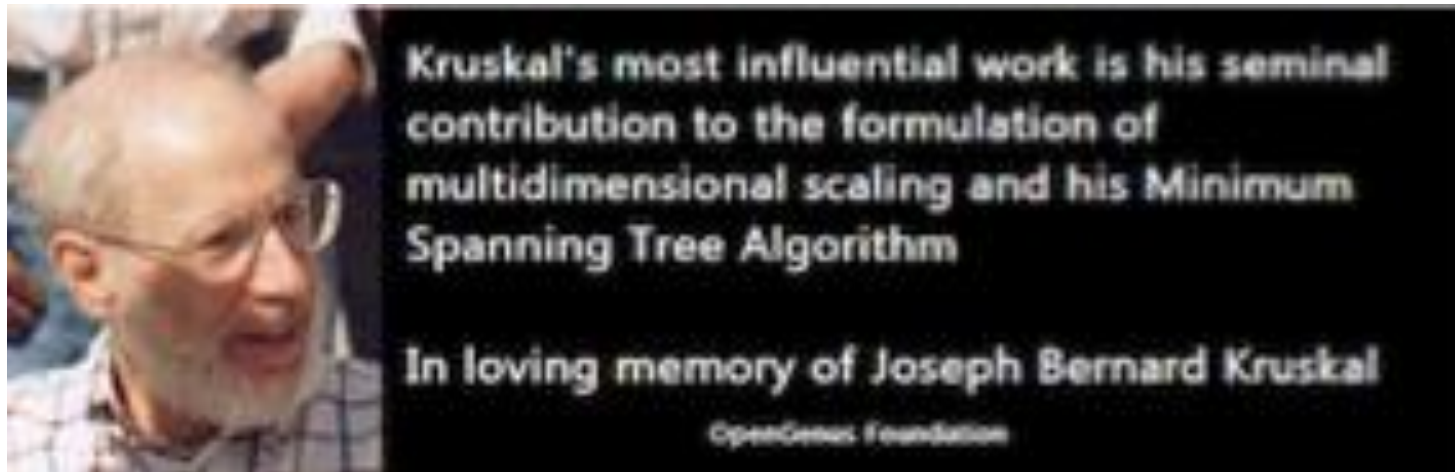 Kruskal's most influential work is his seminal
contribution to the formulation of
multidimensional scaling and his Minimum
Spanning Tree Algorithm
In loving memory of Joseph Bernard Kruskal
OpenGenus Foundation